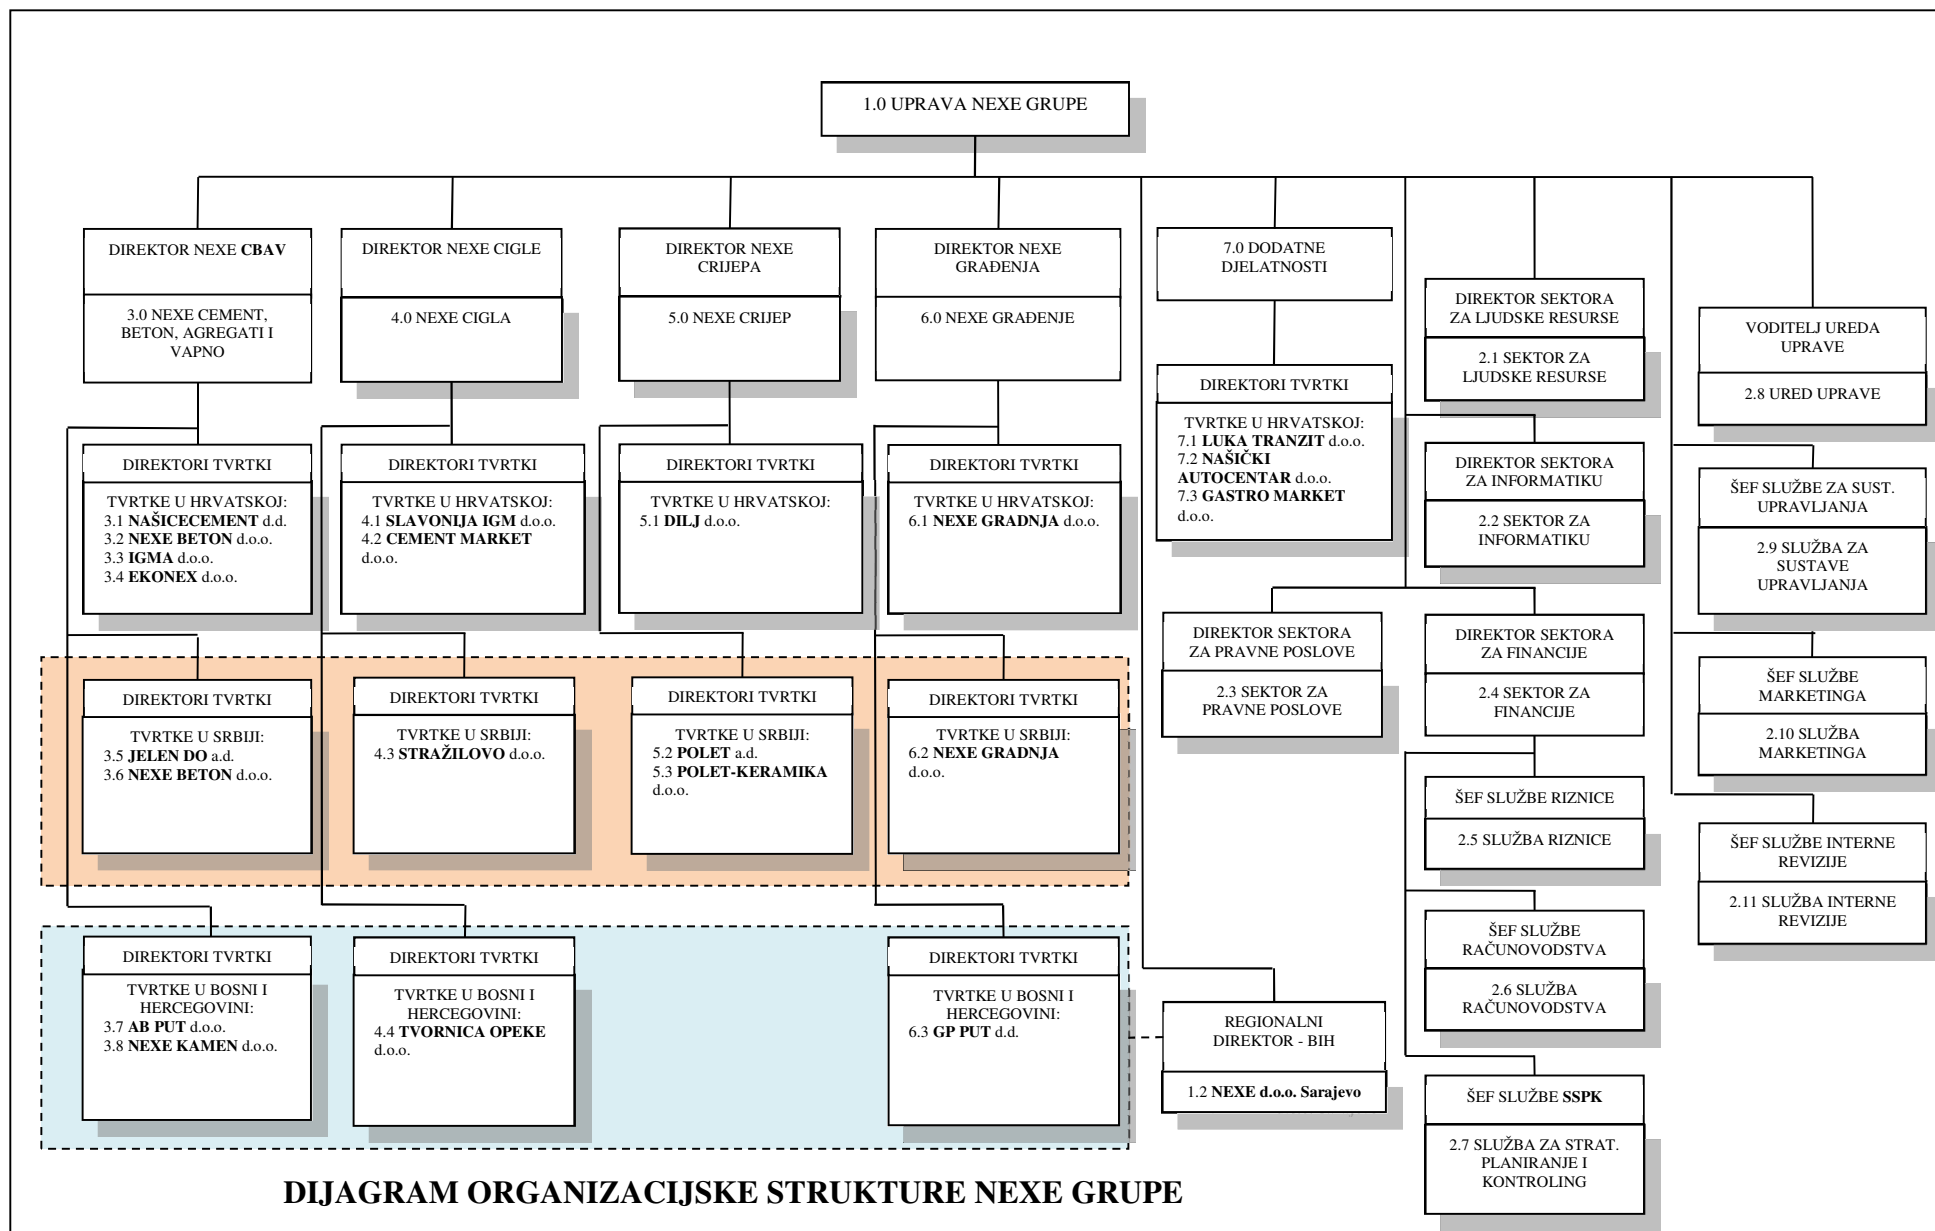 1.0 UPRAVA NEXE GRUPE
DIREKTOR NEXE CBAV
3.0 NEXE CEMENT,
BETON, AGREGATI I
VAPNO
DIREKTOR NEXE CIGLE
4.0 NEXE CIGLA
DIREKTOR NEXE
CRIJEPA
5.0 NEXE CRIJEP
DIREKTOR NEXE
GRAĐENJA
6.0 NEXE GRAĐENJE
7.0 DODATNE
DJELATNOSTI
DIREKTORI TVRTKI
TVRTKE U HRVATSKOJ:
7.1 LUKA TRANZIT d.o.o.
7.2 NAŠIČKI
AUTOCENTAR d.o.o.
7.3 GASTRO MARKET
d.o.o.
DIREKTOR SEKTORA
ZA LJUDSKE RESURSE
2.1 SEKTOR ZA
LJUDSKE RESURSE
VODITELJ UREDA
UPRAVE
2.8 URED UPRAVE
DIREKTORI TVRTKI
TVRTKE U HRVATSKOJ:
3.1 NAŠICECEMENT d.d.
3.2 NEXE BETON d.o.o.
3.3 IGMA d.o.o.
3.4 EKONEX d.o.o.
DIREKTORI TVRTKI
TVRTKE U HRVATSKOJ:
4.1 SLAVONIJA IGM d.o.o.
4.2 CEMENT MARKET
d.o.o.
DIREKTORI TVRTKI
TVRTKE U HRVATSKOJ:
5.1 DILJ d.o.o.
DIREKTORI TVRTKI
TVRTKE U HRVATSKOJ:
6.1 NEXE GRADNJA d.o.o.
DIREKTOR SEKTORA
ZA INFORMATIKU
2.2 SEKTOR ZA
INFORMATIKU
ŠEF SLUŽBE ZA SUST.
UPRAVLJANJA
2.9 SLUŽBA ZA
SUSTAVE
UPRAVLJANJA
DIREKTOR SEKTORA
ZA PRAVNE POSLOVE
2.3 SEKTOR ZA
PRAVNE POSLOVE
DIREKTOR SEKTORA
ZA FINANCIJE
2.4 SEKTOR ZA
FINANCIJE
ŠEF SLUŽBE
MARKETINGA
2.10 SLUŽBA
MARKETINGA
DIREKTORI TVRTKI
TVRTKE U SRBIJI:
3.5 JELEN DO a.d.
3.6 NEXE BETON d.o.o.
DIREKTORI TVRTKI
TVRTKE U SRBIJI:
4.3 STRAŽILOVO d.o.o.
DIREKTORI TVRTKI
TVRTKE U SRBIJI:
5.2 POLET a.d.
5.3 POLET-KERAMIKA
d.o.o.
DIREKTORI TVRTKI
TVRTKE U SRBIJI:
6.2 NEXE GRADNJA
d.o.o.
ŠEF SLUŽBE RIZNICE
2.5 SLUŽBA RIZNICE
ŠEF SLUŽBE INTERNE
REVIZIJE
2.11 SLUŽBA INTERNE
REVIZIJE
DIREKTORI TVRTKI
TVRTKE U BOSNI I
HERCEGOVINI:
3.7 AB PUT d.o.o.
3.8 NEXE KAMEN d.o.o.
DIREKTORI TVRTKI
TVRTKE U BOSNI I
HERCEGOVINI:
4.4 TVORNICA OPEKE
d.o.o.
DIREKTORI TVRTKI
TVRTKE U BOSNI I
HERCEGOVINI:
6.3 GP PUT d.d.
REGIONALNI
DIREKTOR - BIH
1.2 NEXE d.o.o. Sarajevo
ŠEF SLUŽBE
RAČUNOVODSTVA
2.6 SLUŽBA
RAČUNOVODSTVA
ŠEF SLUŽBE SSPK
2.7 SLUŽBA ZA STRAT.
PLANIRANJE I
KONTROLING
DIJAGRAM ORGANIZACIJSKE STRUKTURE NEXE GRUPE